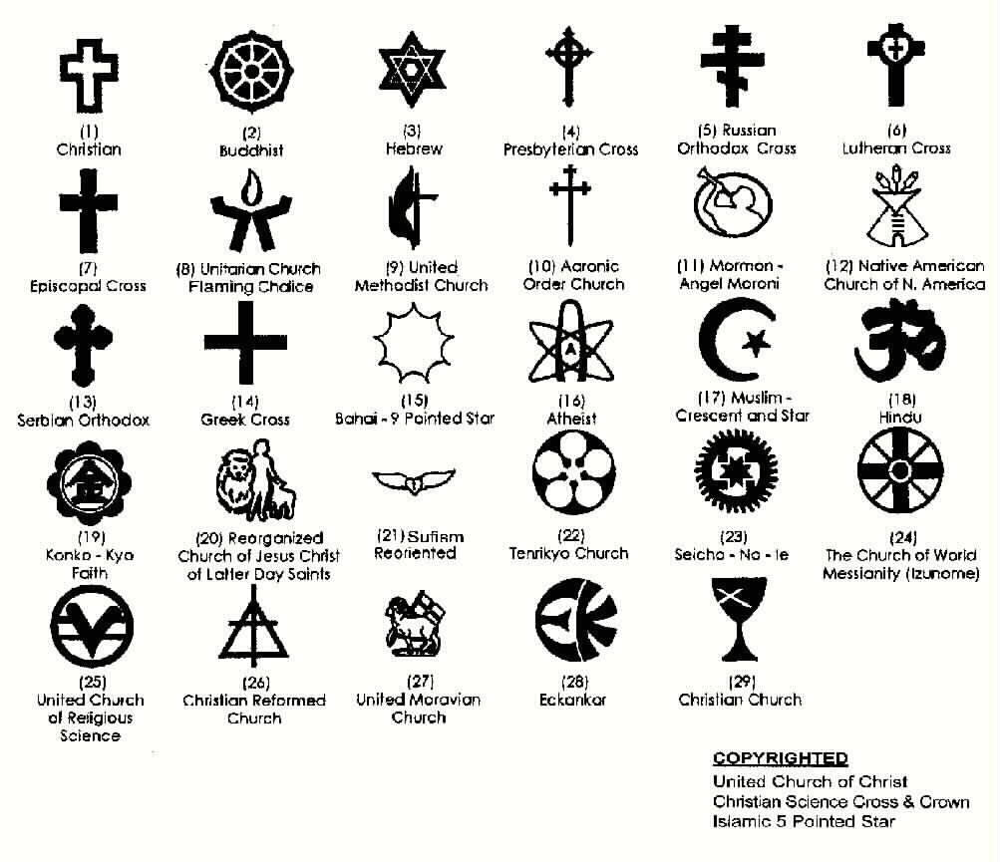 (1)
Christian
(2)
Buddhist
(3)
Hebrew
(4)
Presbyterian Cross
(5) Russian
Orthodox Cross
(6)
Lutheran Cross
(7)
Episcopal Cross
(8) Unitarian Church
Flaming Chalice
(9) United
Methodist Church
(10) Aaronic
Order Church
(11) Mormon -
Angel Moroni
(12) Native American
Church of N. America
(13)
Serbian Orthodox
(14)
Greek Cross
(15)
Bahai - 9 Pointed Star
A
(16)
Atheist
(17) Muslim -
Crescent and Star
(18)
Hindu
金
(19)
Konko - Kyo
Faith
(20) Reorganized
Church of Jesus Christ
of Latter Day Saints
(21) Sufism
Reoriented
(22)
Tenrikyo Church
(23)
Seicho - No - Ie
(24)
The Church of World
Messianity (Izunome)
(25)
United Church
of Religious
Science
(26)
Christian Reformed
Church
(27)
United Moravian
Church
(28)
Eckankar
(29)
Christian Church
COPYRIGHTED
United Church of Christ
Christian Science Cross & Crown
Islamic 5 Pointed Star